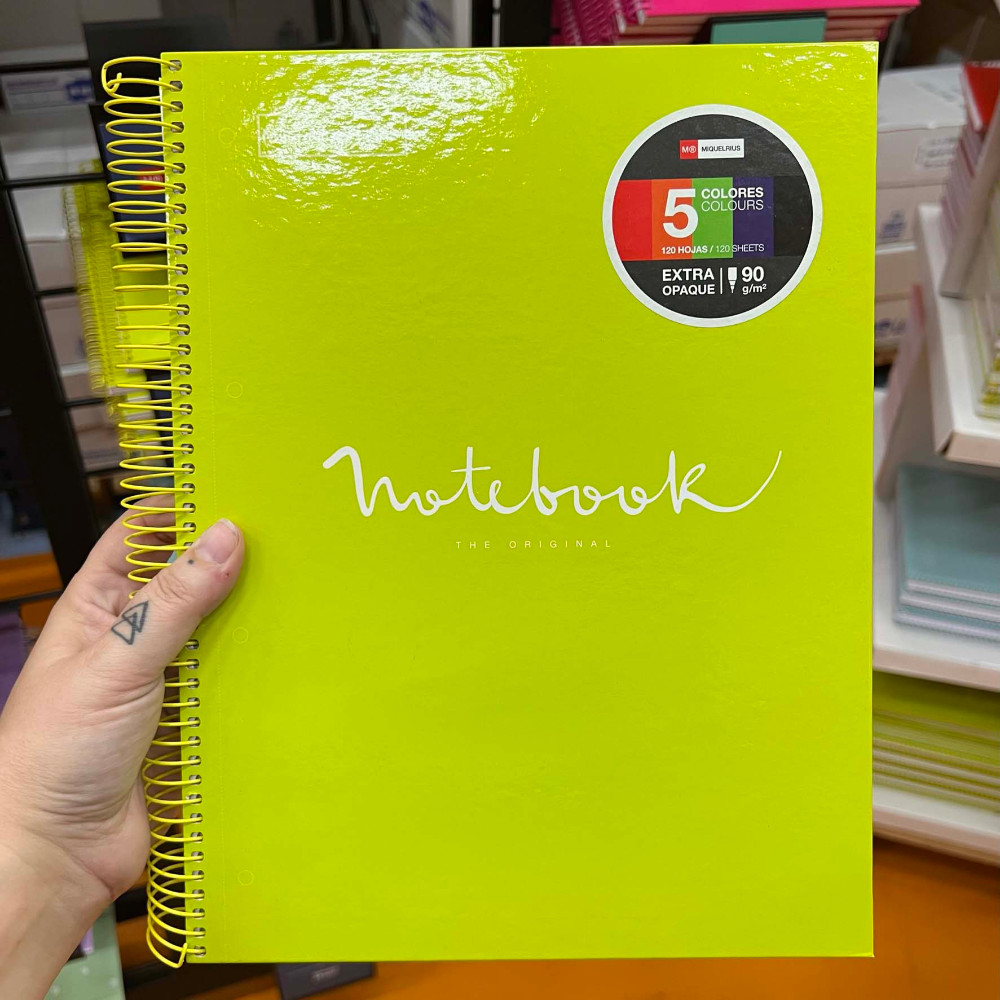 M® MIQUELRIUS
5 COLORES
COLOURS
120 HOJAS / 120 SHEETS
EXTRA
OPAQUE
90
g/m²
notebook
THE ORIGINAL